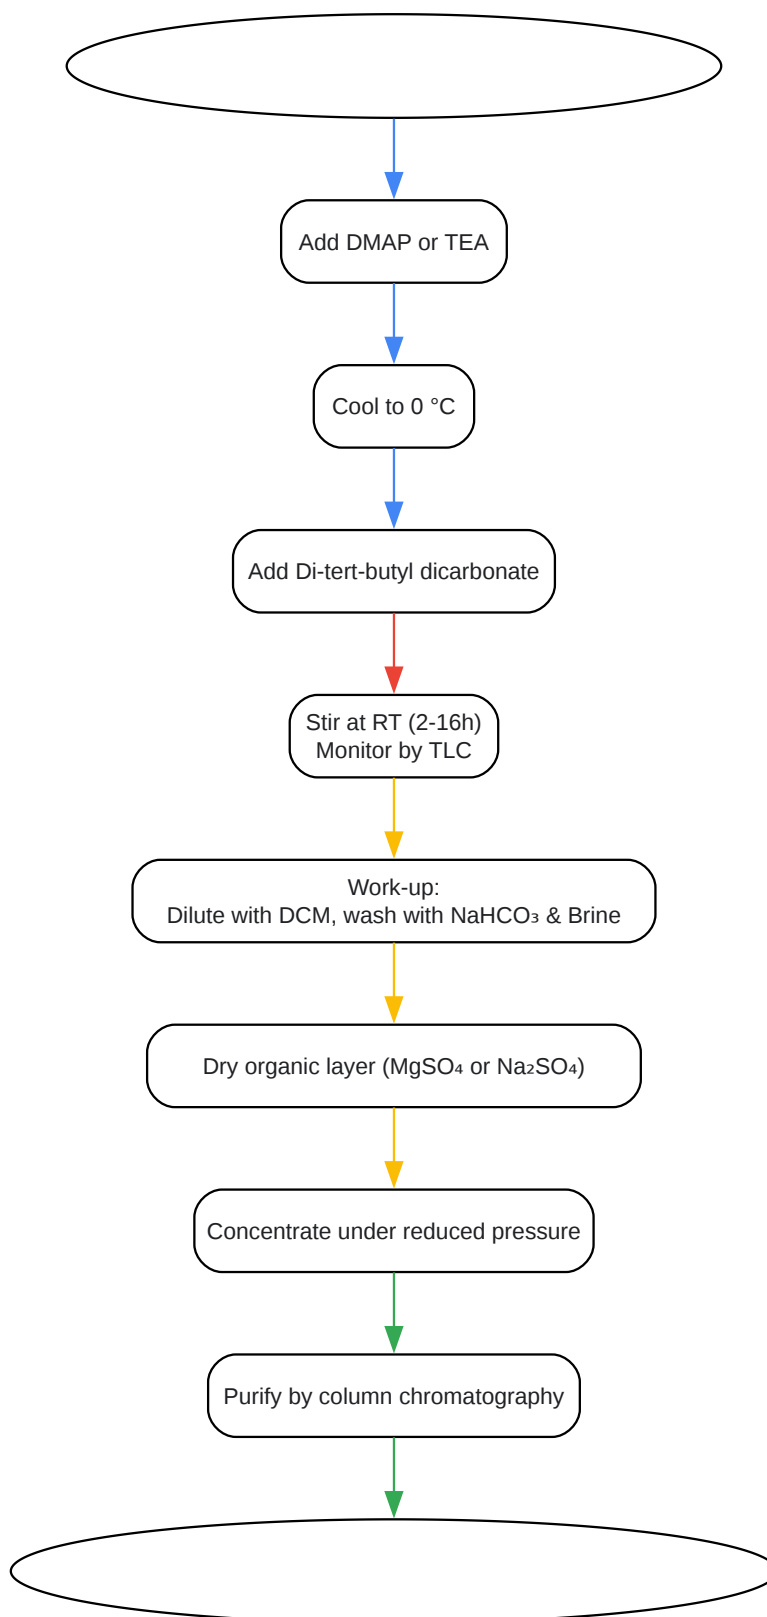 Add DMAP or TEA
Cool to 0 °C
Add Di-tert-butyl dicarbonate
Stir at RT (2-16h)
Monitor by TLC
Work-up:
Dilute with DCM, wash with NaHCO₃ & Brine
Dry organic layer (MgSO₄ or Na₂SO₄)
Concentrate under reduced pressure
Purify by column chromatography